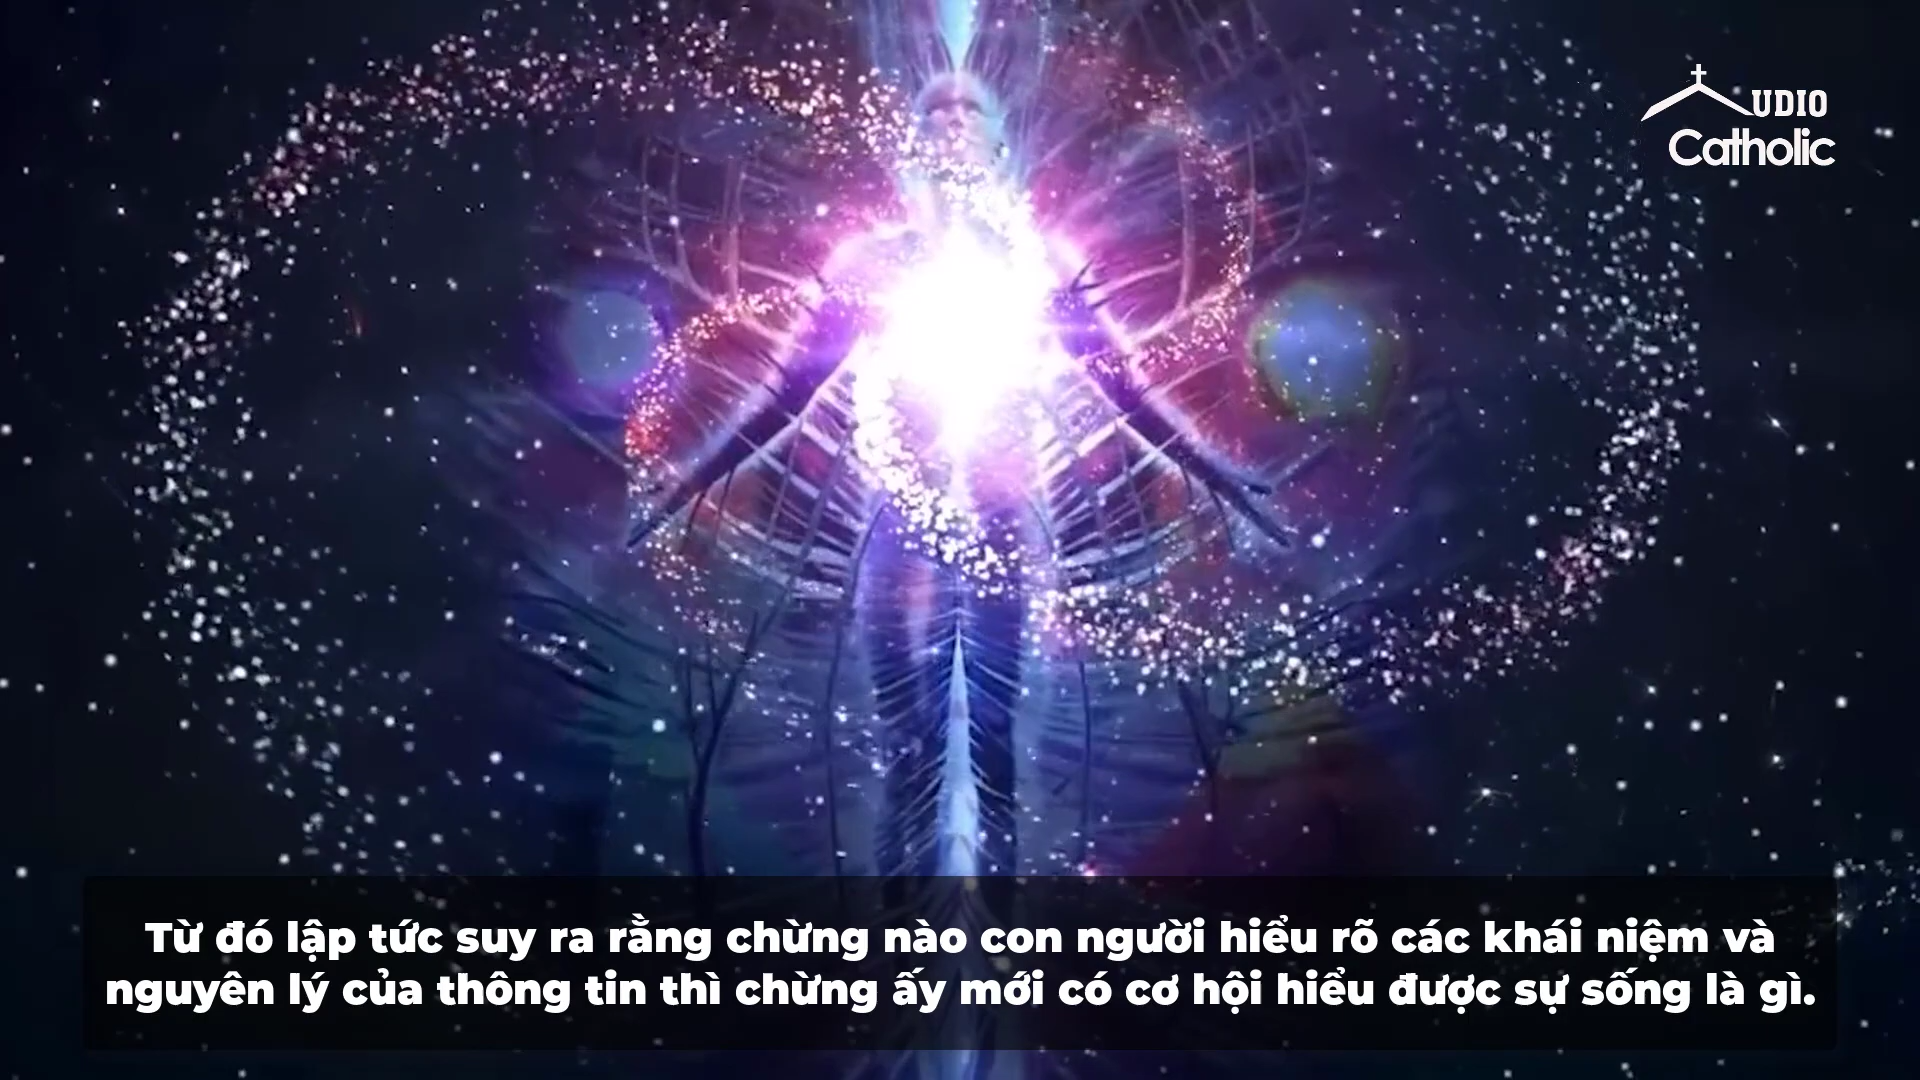 UDIO
Catholic
Từ đó lập tức suy ra rằng chừng nào con người hiểu rõ các khái niệm và
nguyên lý của thông tin thì chừng ấy mới có cơ hội hiểu được sự sống là gì.